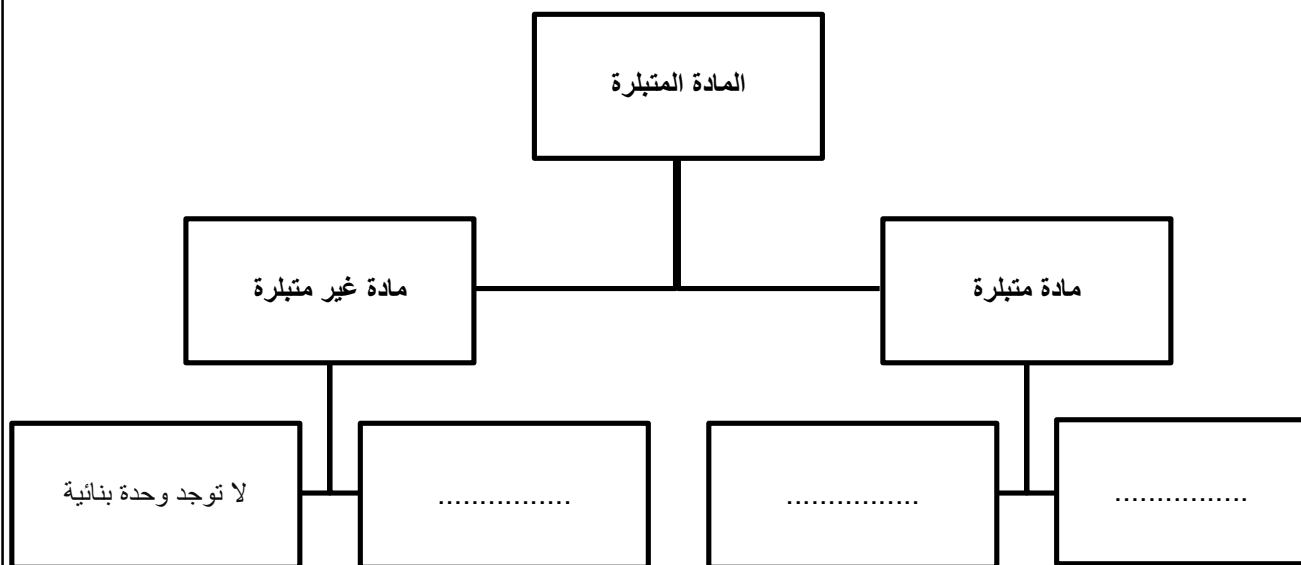 المادة المتبلرة
مادة متبلرة
مادة غير متبلرة
................
................
................
لا توجد وحدة بنائية